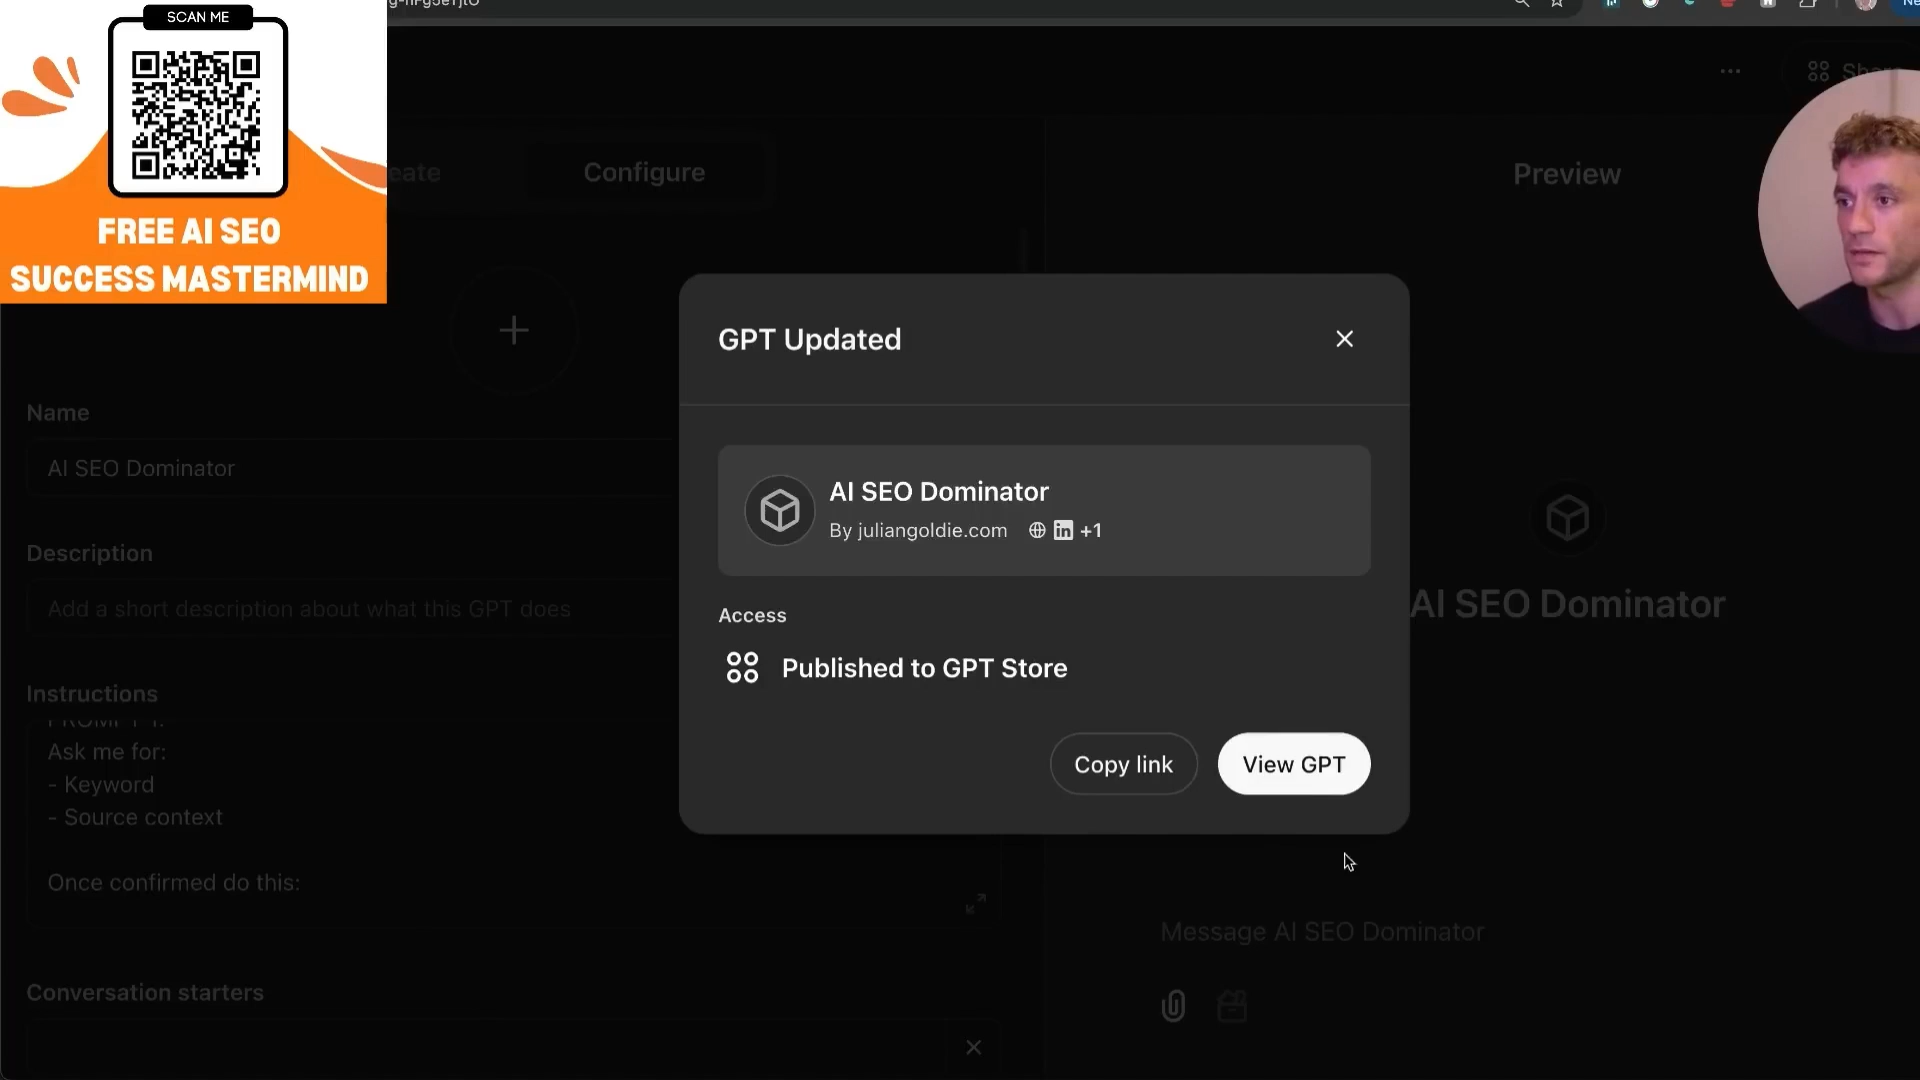 SCAN ME
FREE AI SEO
SUCCESS MASTERMIND
Configure
Preview
GPT Updated
AI SEO Dominator
By juliangoldie.com +1
Access
Published to GPT Store
Copy link
View GPT
Name
AI SEO Dominator
Description
Add a short description about what this GPT does
Instructions
Ask me for:
- Keyword
- Source context
Once confirmed do this:
Conversation starters
AI SEO Dominator
Message AI SEO Dominator